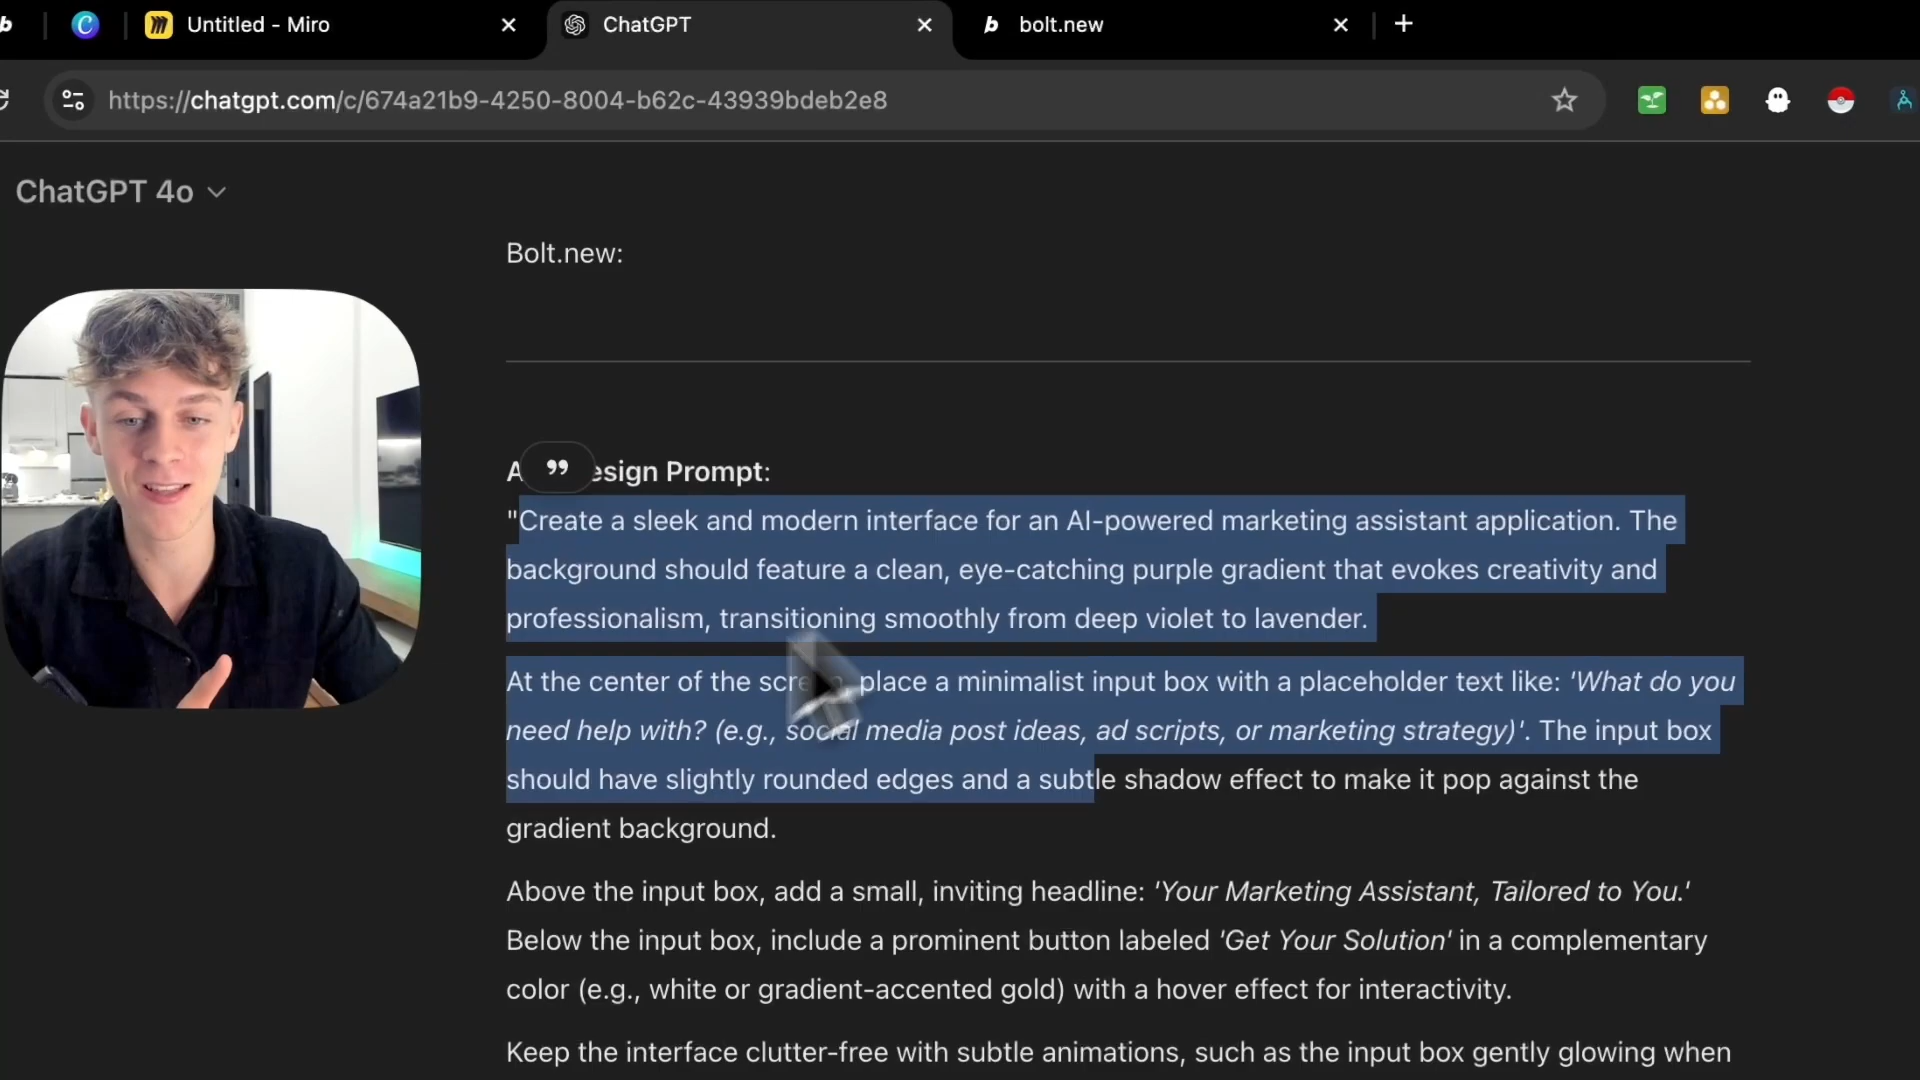 Untitled - Miro
ChatGPT
bolt.new
https://chatgpt.com/c/674a21b9-4250-8004-b62c-43939bdeb2e8
ChatGPT 4o
Bolt.new:
esign Prompt:
"Create a sleek and modern interface for an AI-powered marketing assistant application. The
background should feature a clean, eye-catching purple gradient that evokes creativity and
professionalism, transitioning smoothly from deep violet to lavender.
At the center of the screen, place a minimalist input box with a placeholder text like: 'What do you
need help with? (e.g., social media post ideas, ad scripts, or marketing strategy)'. The input box
should have slightly rounded edges and a subtle shadow effect to make it pop against the
gradient background.
Above the input box, add a small, inviting headline: 'Your Marketing Assistant, Tailored to You.'
Below the input box, include a prominent button labeled 'Get Your Solution' in a complementary
color (e.g., white or gradient-accented gold) with a hover effect for interactivity.
Keep the interface clutter-free with subtle animations, such as the input box gently glowing when